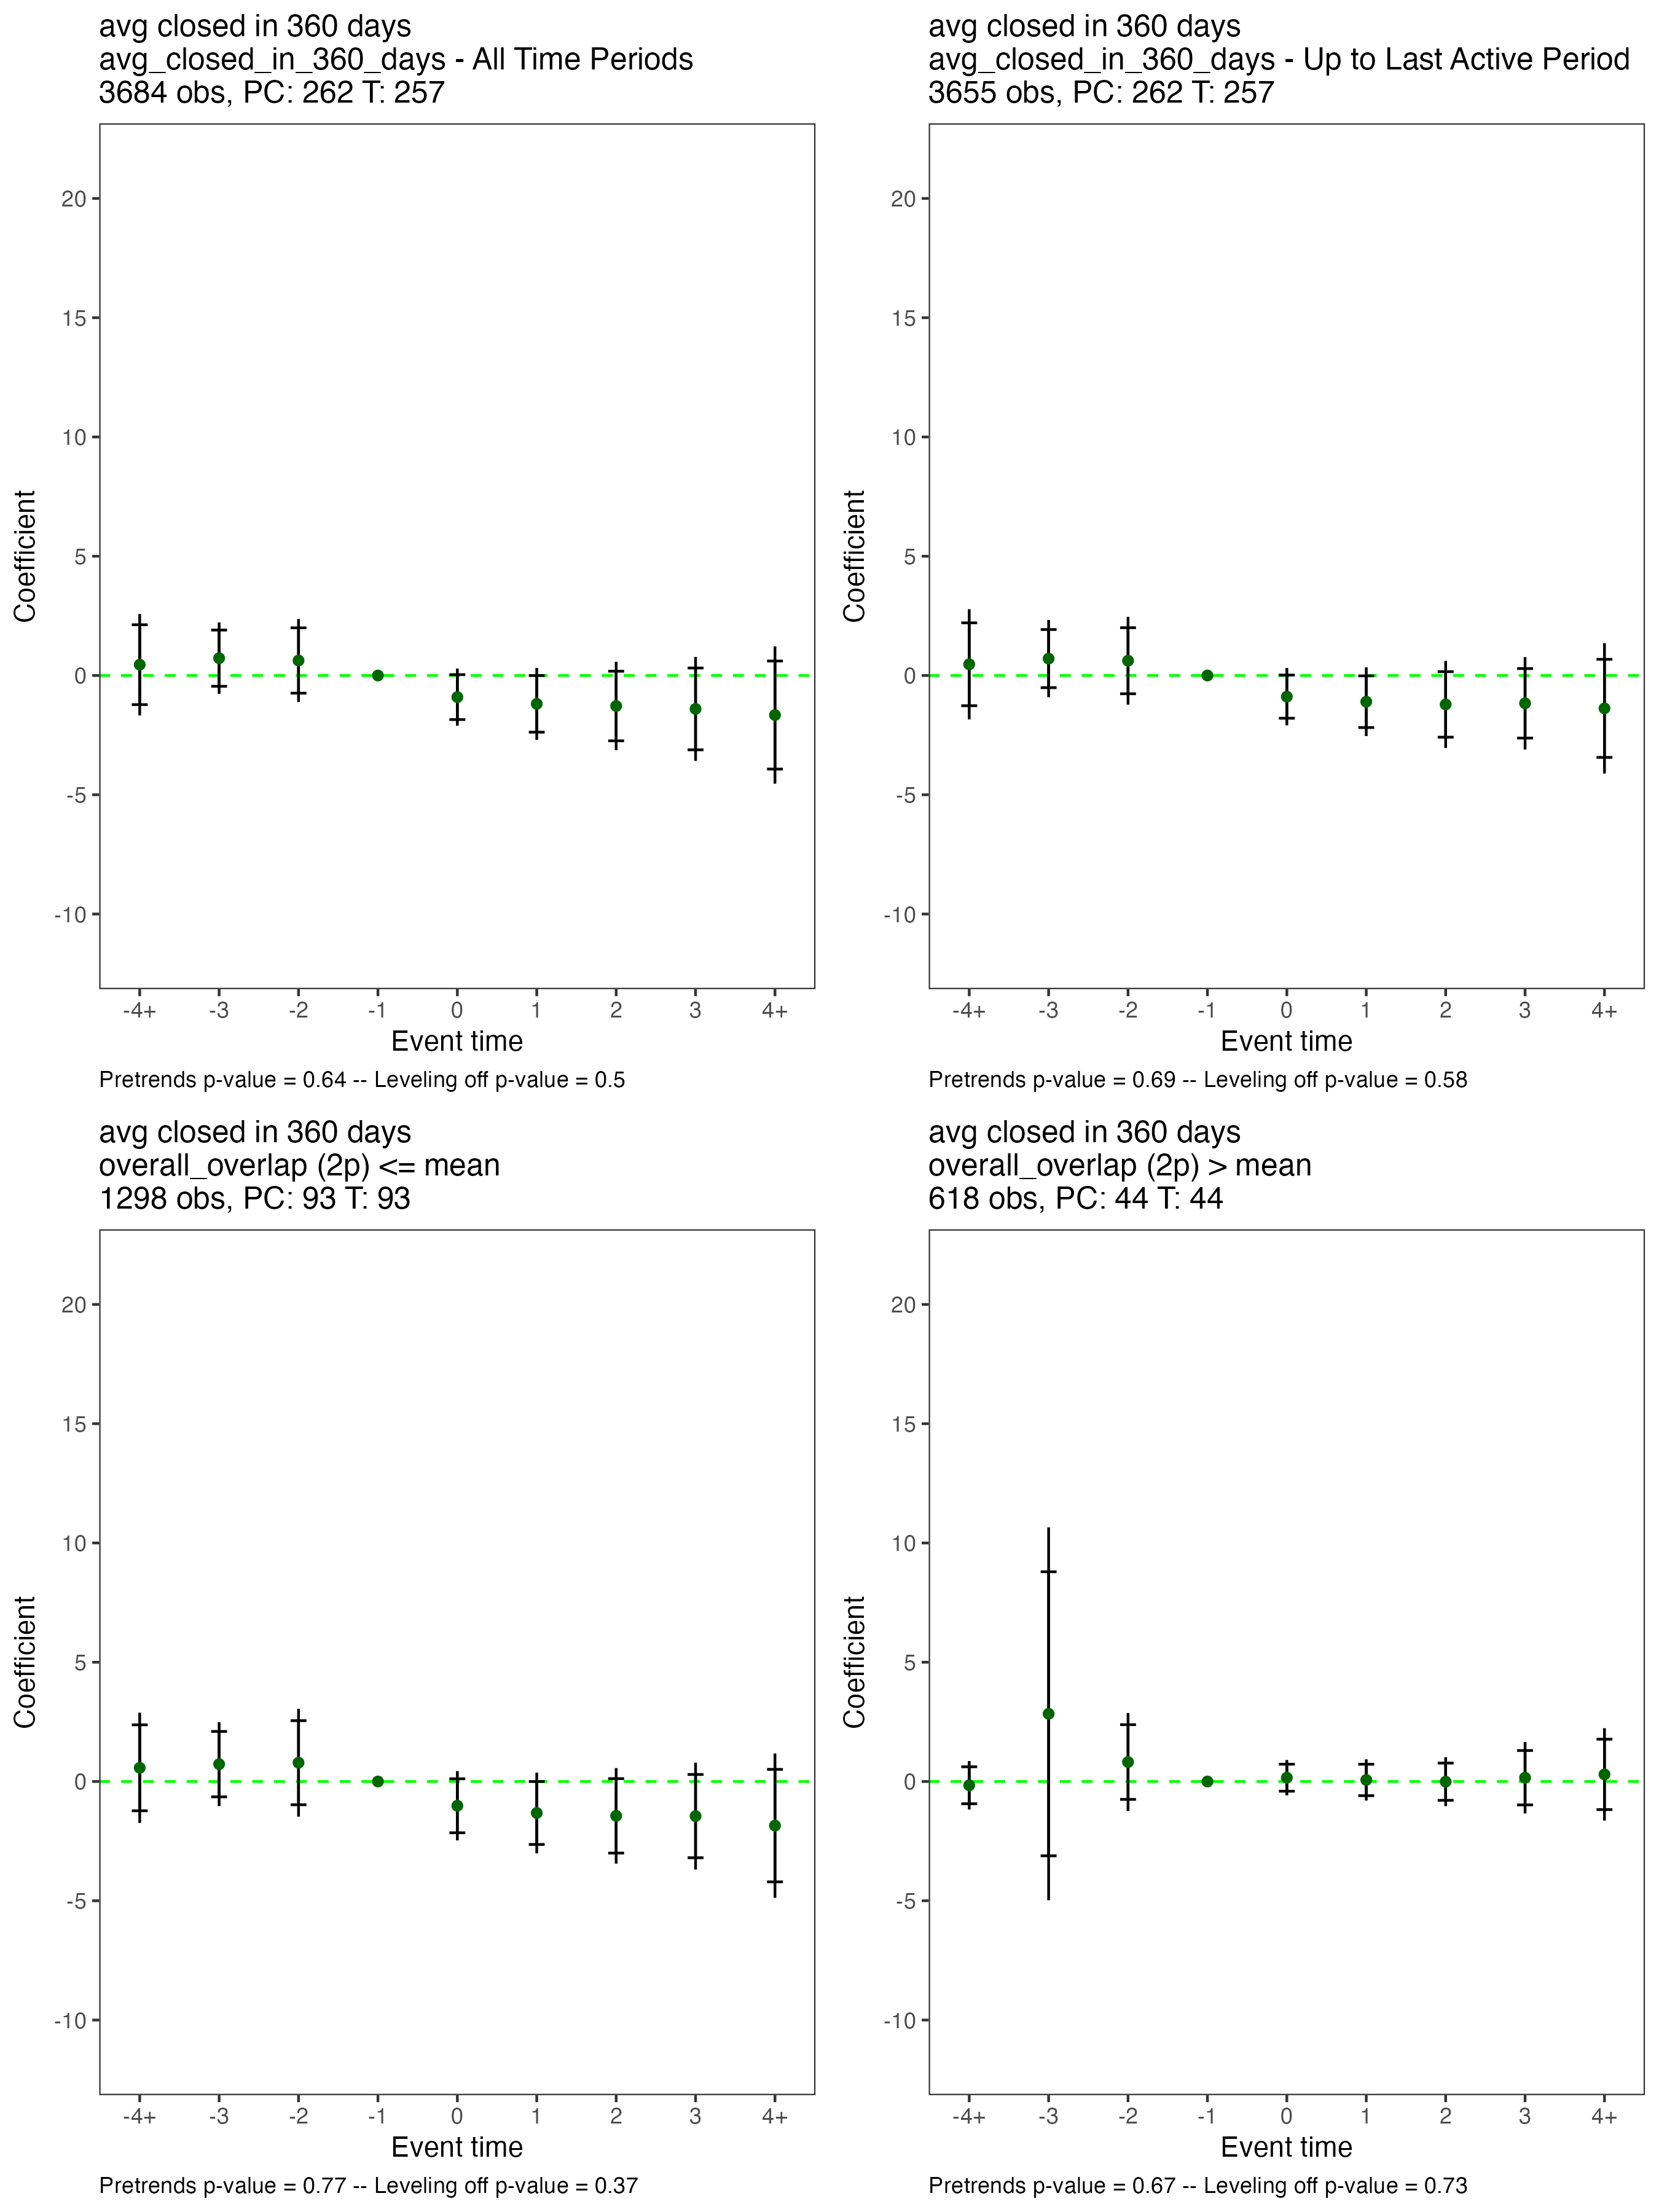 avg closed in 360 days
avg_closed_in_360_days - All Time Periods
3684 obs, PC: 262 T: 257
20
15
10
5
0
-5
-10
Coefficient
-4+ -3 -2 -1 0 1 2 3 4+
Event time
Pretrends p-value = 0.64 -- Leveling off p-value = 0.5
avg closed in 360 days
avg_closed_in_360_days - Up to Last Active Period
3655 obs, PC: 262 T: 257
20
15
10
5
0
-5
-10
Coefficient
-4+ -3 -2 -1 0 1 2 3 4+
Event time
Pretrends p-value = 0.69 -- Leveling off p-value = 0.58
avg closed in 360 days
overall_overlap (2p) <= mean
1298 obs, PC: 93 T: 93
20
15
10
5
0
-5
-10
Coefficient
-4+ -3 -2 -1 0 1 2 3 4+
Event time
Pretrends p-value = 0.77 -- Leveling off p-value = 0.37
avg closed in 360 days
overall_overlap (2p) > mean
618 obs, PC: 44 T: 44
20
15
10
5
0
-5
-10
Coefficient
-4+ -3 -2 -1 0 1 2 3 4+
Event time
Pretrends p-value = 0.67 -- Leveling off p-value = 0.73